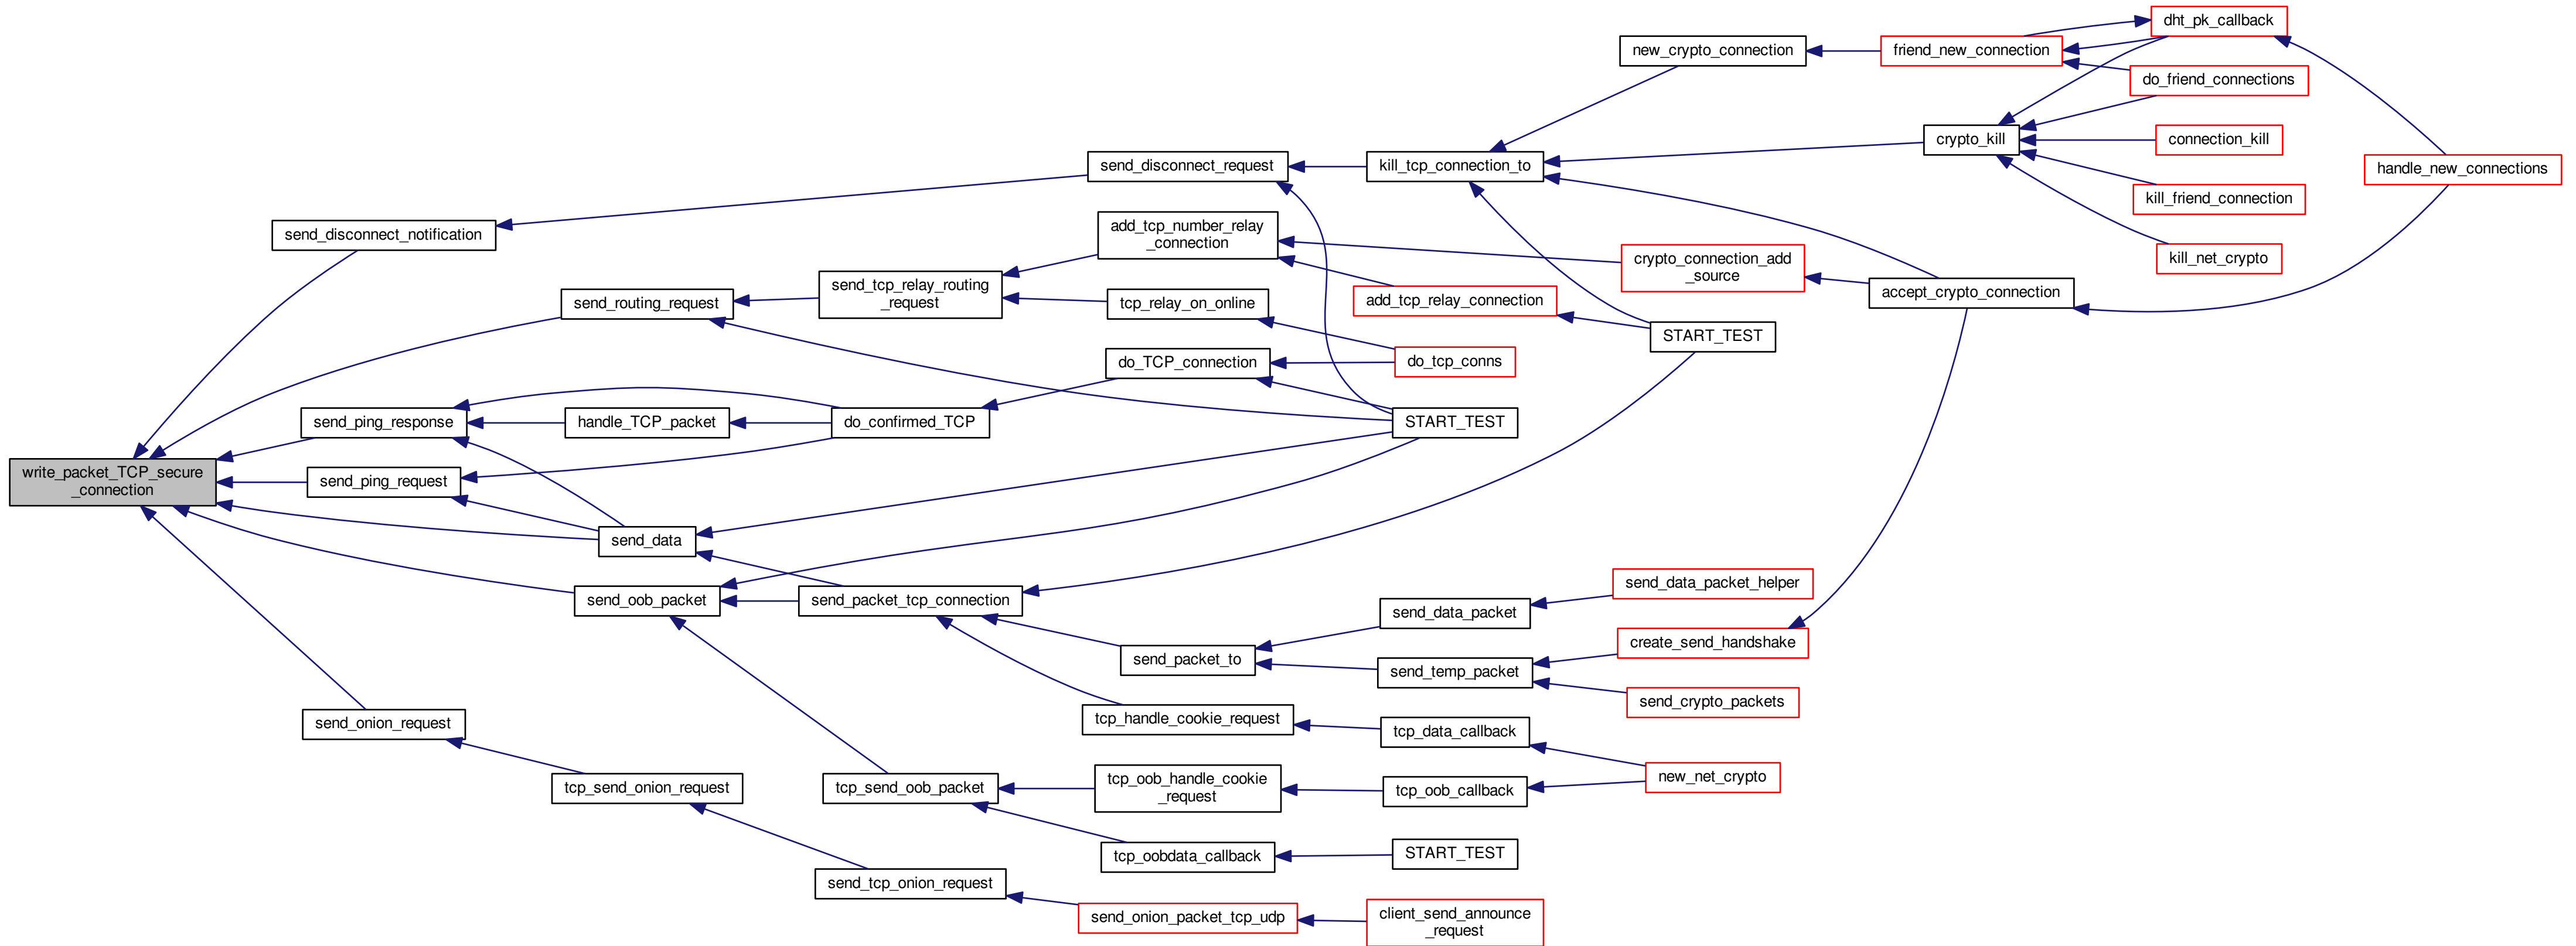 dht_pk_callback
new_crypto_connection
friend_new_connection
do_friend_connections
crypto_kill
connection_kill
send_disconnect_request
kill_tcp_connection_to
handle_new_connections
kill_friend_connection
send_disconnect_notification
add_tcp_number_relay
_connection
kill_net_crypto
crypto_connection_add
_source
send_tcp_relay_routing
_request
accept_crypto_connection
send_routing_request
tcp_relay_on_online
add_tcp_relay_connection
START_TEST
do_TCP_connection
do_tcp_conns
send_ping_response
handle_TCP_packet
do_confirmed_TCP
START_TEST
write_packet_TCP_secure
_connection
send_ping_request
send_data
send_oob_packet
send_packet_tcp_connection
send_data_packet
send_data_packet_helper
create_send_handshake
send_packet_to
send_temp_packet
send_crypto_packets
send_onion_request
tcp_handle_cookie_request
tcp_data_callback
new_net_crypto
tcp_send_onion_request
tcp_send_oob_packet
tcp_oob_handle_cookie
_request
tcp_oob_callback
tcp_oobdata_callback
START_TEST
send_tcp_onion_request
send_onion_packet_tcp_udp
client_send_announce
_request